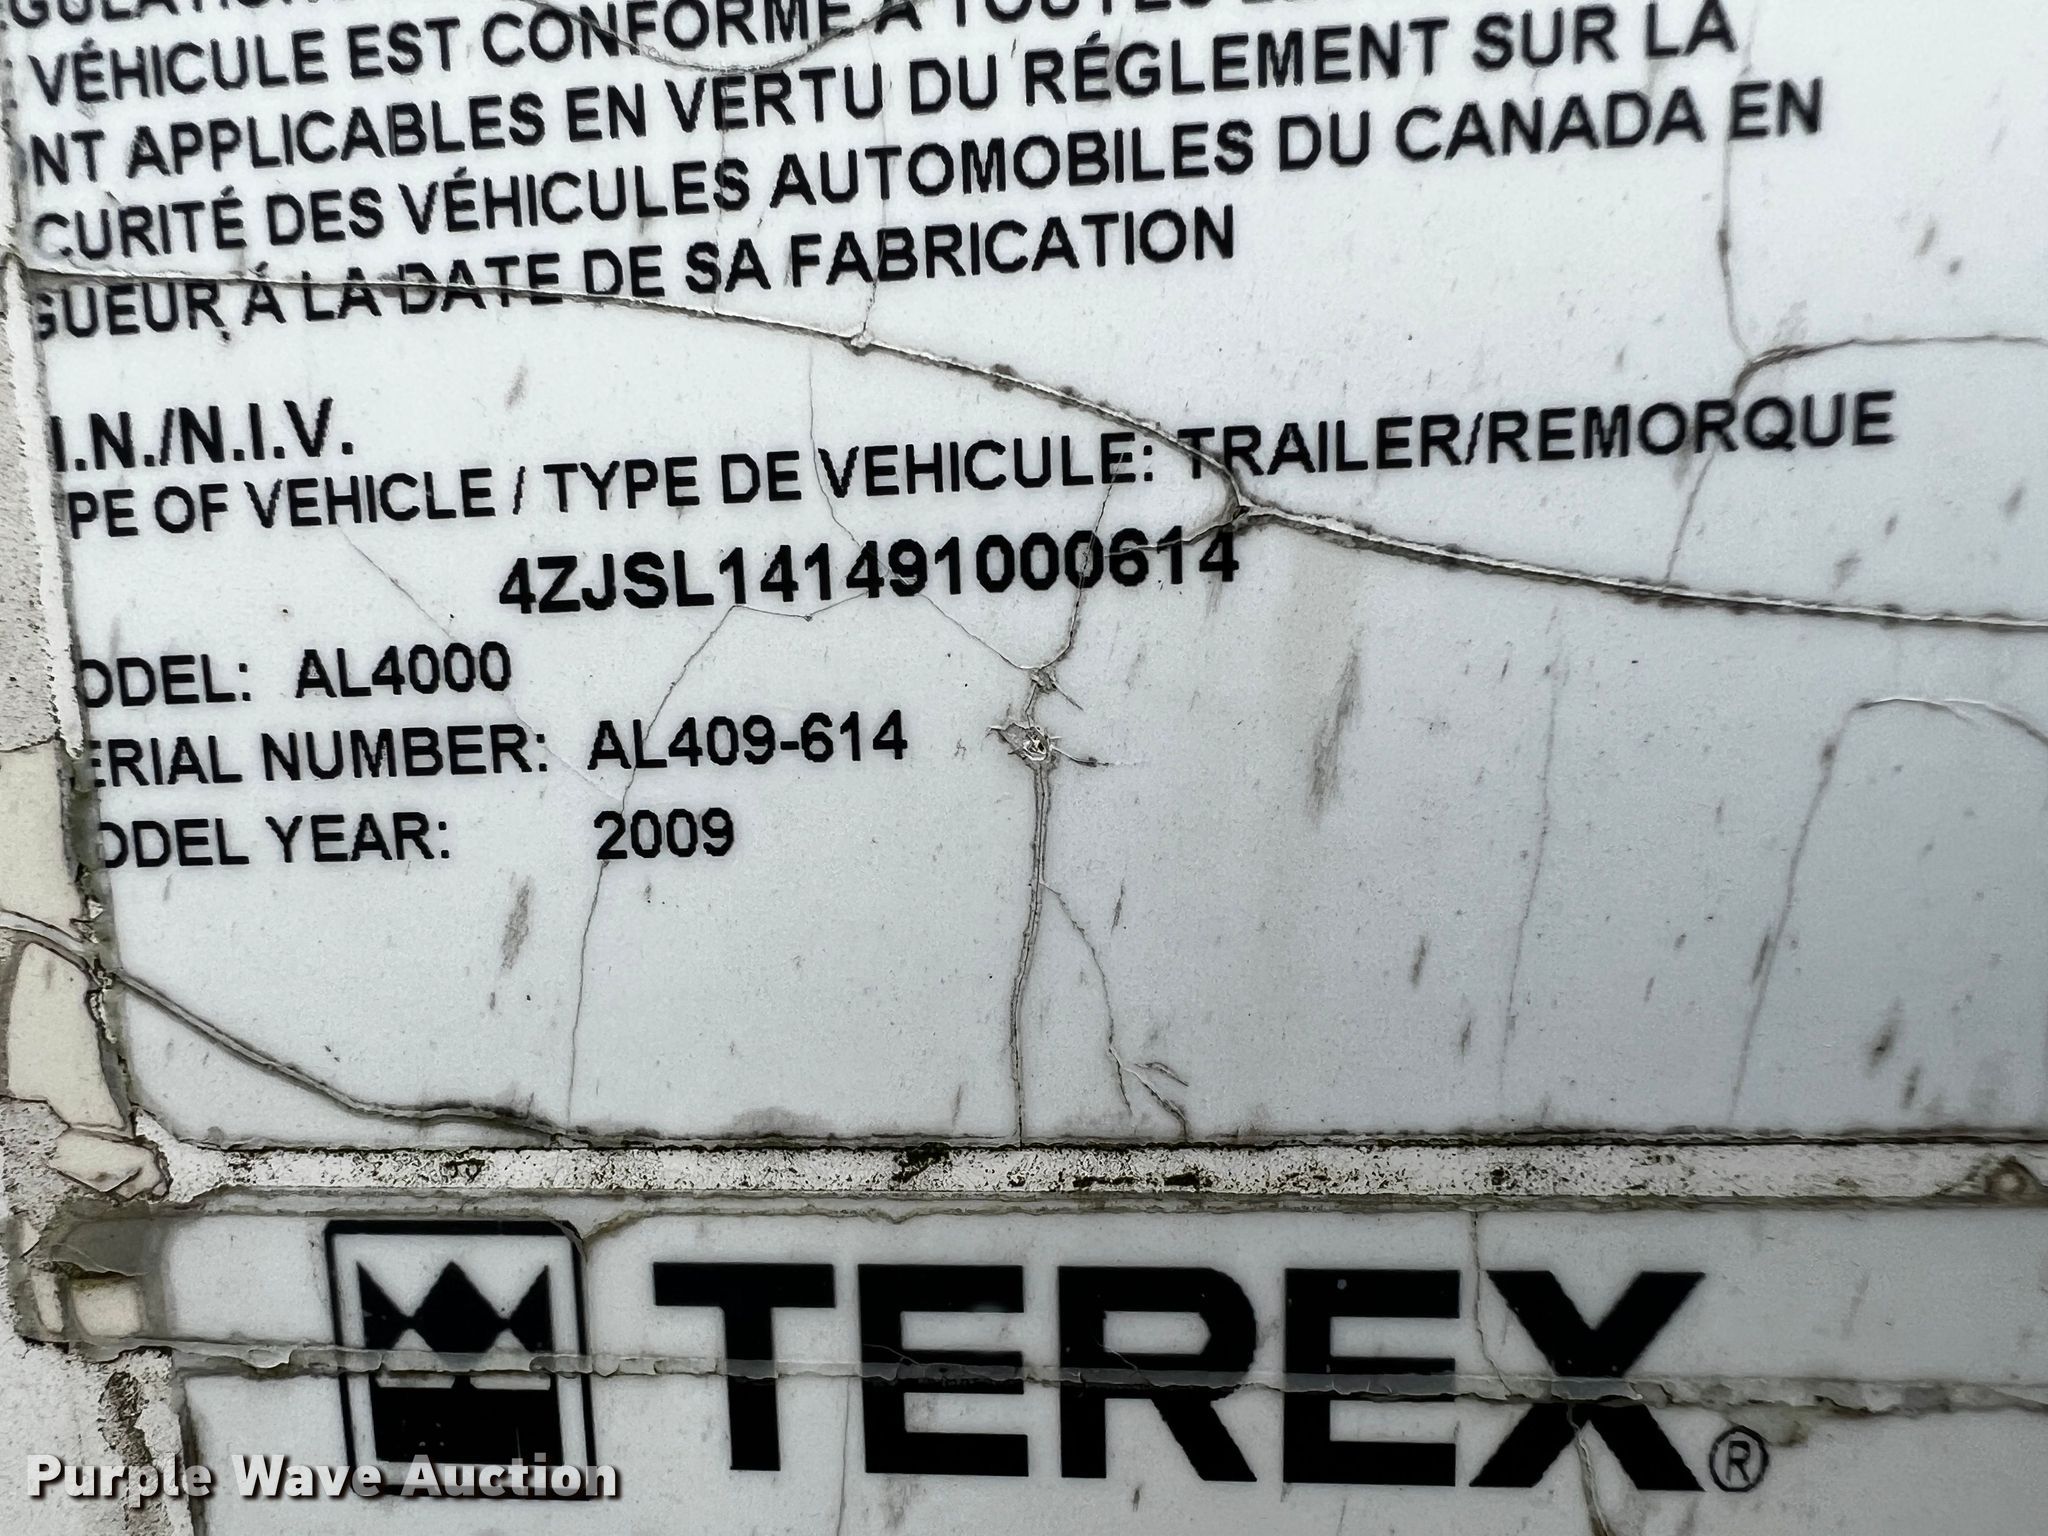 VÉHICULE EST CONFORME À
NT APPLICABLES EN VERTU DU RÉGLEMENT SUR LA
CURITÉ DES VÉHICULES AUTOMOBILES DU CANADA EN
GUEUR À LA DATE DE SA FABRICATION
I.N./N.I.V.
PE OF VEHICLE / TYPE DE VEHICULE: TRAILER/REMORQUE
4ZJSL141491000614
ODEL: AL4000
ERIAL NUMBER: AL409-614
ODEL YEAR: 2009
TEREX®
Purple Wave Auction